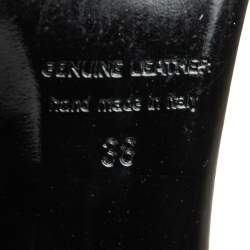 GENUINE LEATHER
hand made in Italy
38